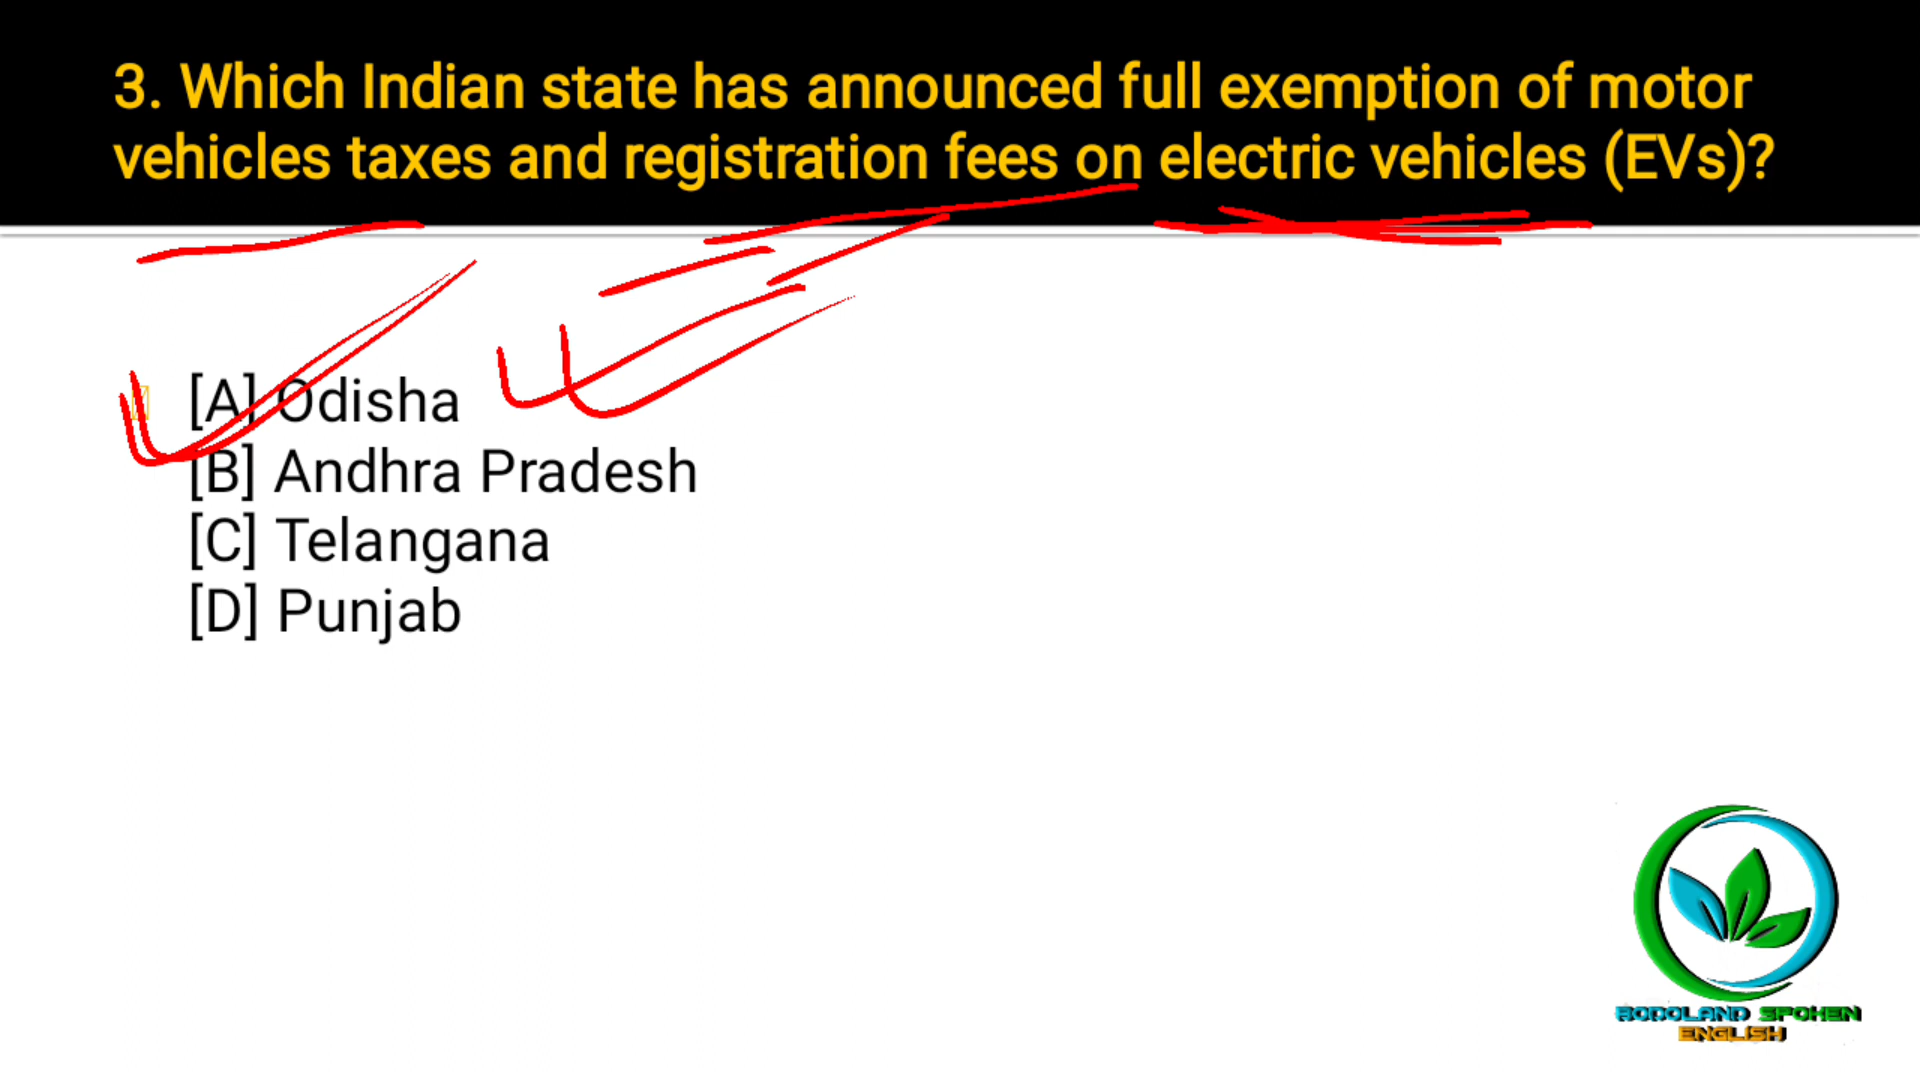 3. Which Indian state has announced full exemption of motor
vehicles taxes and registration fees on electric vehicles (EVs)?
[A] Odisha
[B] Andhra Pradesh
[C] Telangana
[D] Punjab
BODOLAND SPOKEN
ENGLISH